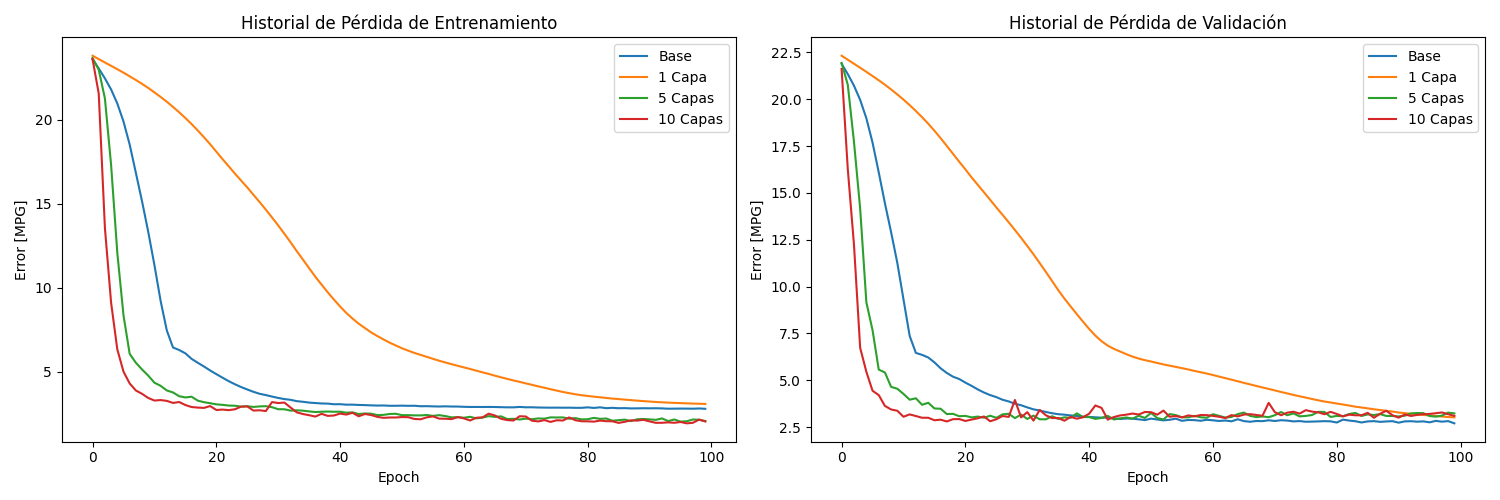 Historial de Pérdida de Entrenamiento
Error [MPG]
20
15
10
5
0
20
40
60
80
100
Epoch
Base
1 Capa
5 Capas
10 Capas
Historial de Pérdida de Validación
Error [MPG]
22.5
20.0
17.5
15.0
12.5
10.0
7.5
5.0
2.5
0
20
40
60
80
100
Epoch
Base
1 Capa
5 Capas
10 Capas